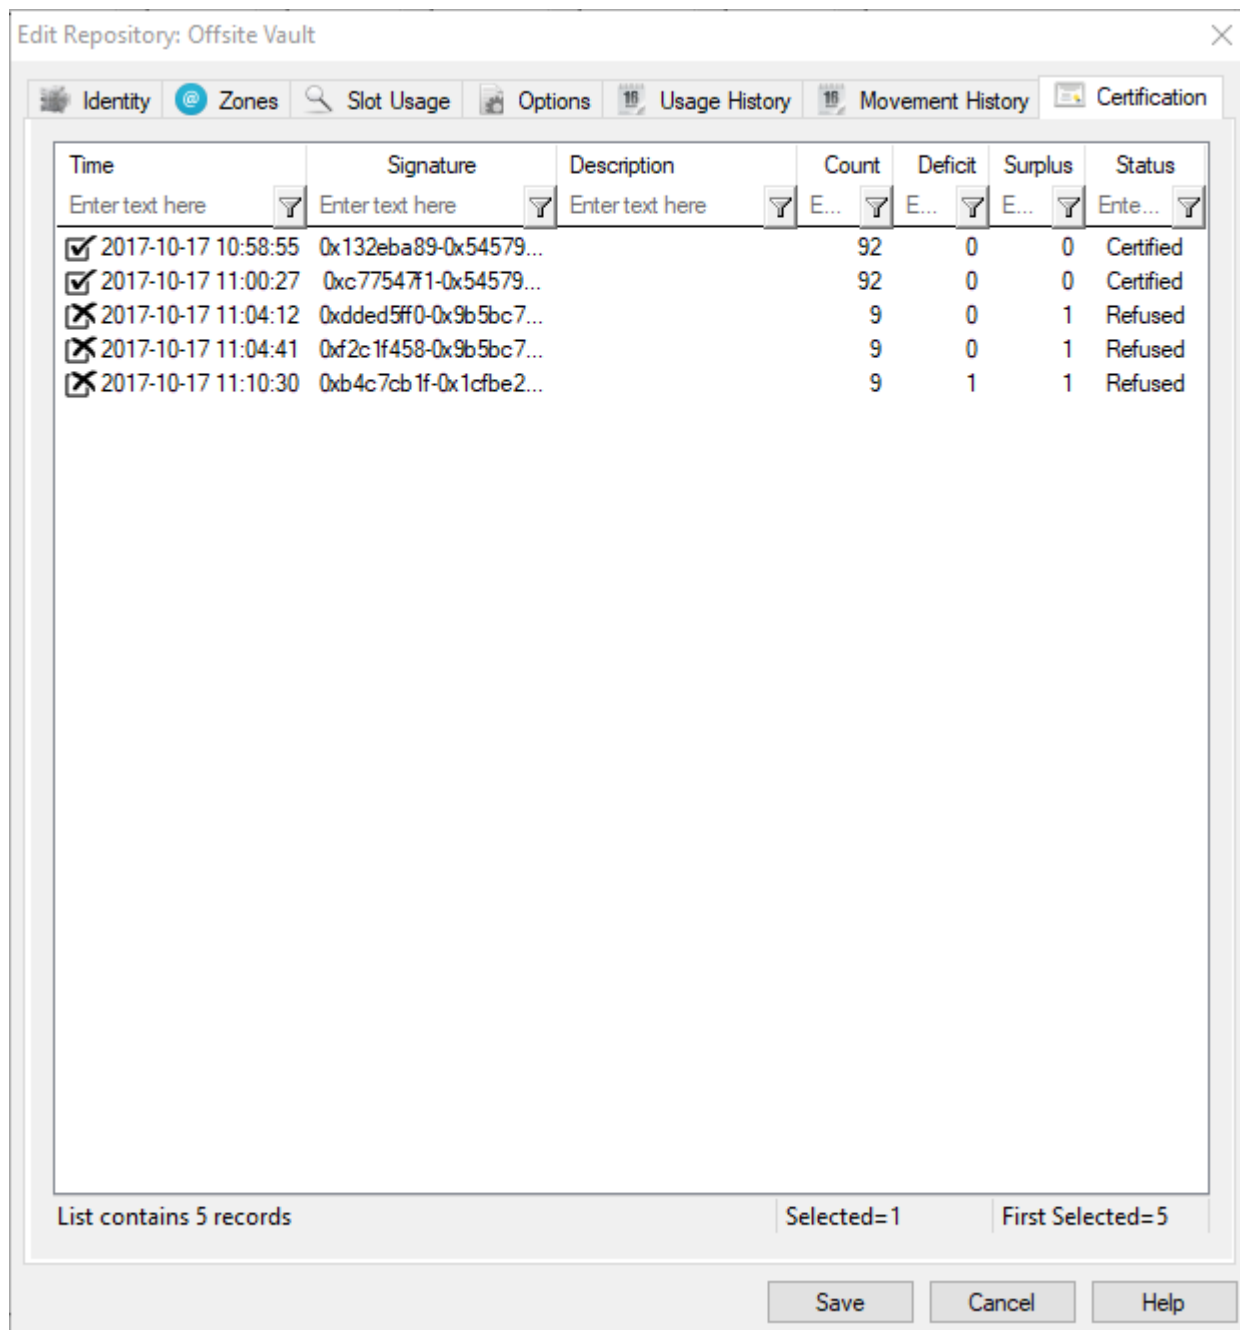 Edit Repository: Offsite Vault
Identity Zones Slot Usage Options Usage History Movement History Certification
Time Signature Description Count Deficit Surplus Status
Enter text here Enter text here Enter text here E... E... E... Ente...
2017-10-17 10:58:55 0x132eba89-0x54579... 92 0 0 Certified
2017-10-17 11:00:27 0xc77547f1-0x54579... 92 0 0 Certified
2017-10-17 11:04:12 0xdded5ff0-0x9b5bc7... 9 0 1 Refused
2017-10-17 11:04:41 0xf2c1f458-0x9b5bc7... 9 0 1 Refused
2017-10-17 11:10:30 0xb4c7cb1f-0x1cfbe2... 9 1 1 Refused
List contains 5 records Selected=1 First Selected=5
Save Cancel Help